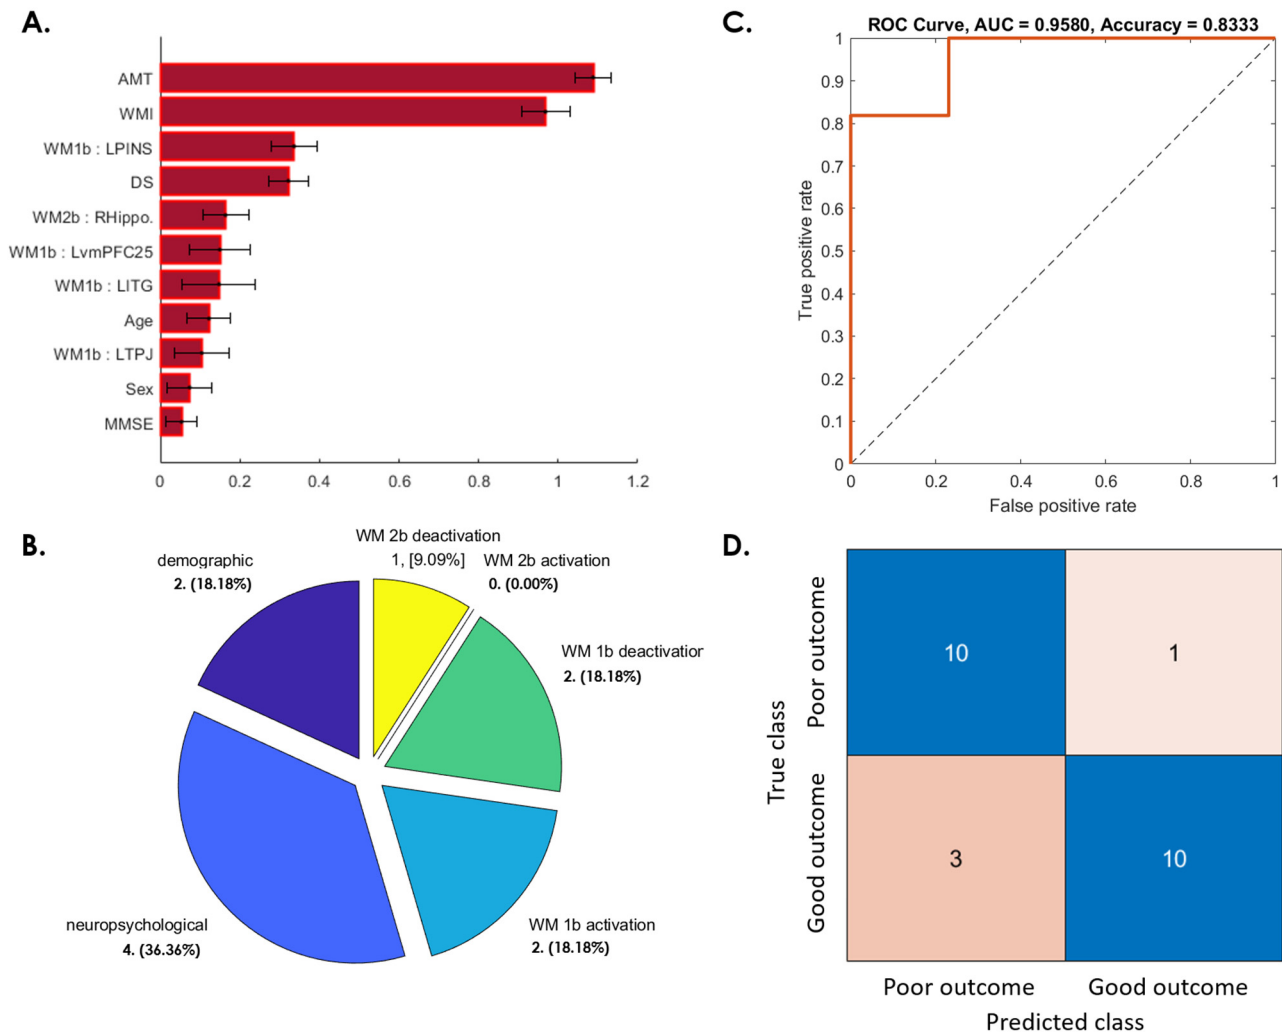 A.
AMT
WMI
WM1b : LPINS
DS
WM2b : RHippo.
WM1b : LvmPFC25
WM1b : LITG
Age
WM1b : LTPJ
Sex
MMSE
0 0.2 0.4 0.6 0.8 1 1.2
C.
ROC Curve, AUC = 0.9580, Accuracy = 0.8333
1
0.9
0.8
0.7
0.6
0.5
0.4
0.3
0.2
0.1
0
True positive rate
0 0.2 0.4 0.6 0.8 1
False positive rate
B.
WM 2b deactivation
1, [9.09%]
WM 2b activation
0. (0.00%)
demographic
2. (18.18%)
WM 1b deactivation
2. (18.18%)
neuropsychological
4. (36.36%)
WM 1b activation
2. (18.18%)
D.
True class
Poor outcome
10 1
Good outcome
3 10
Poor outcome Good outcome
Predicted class